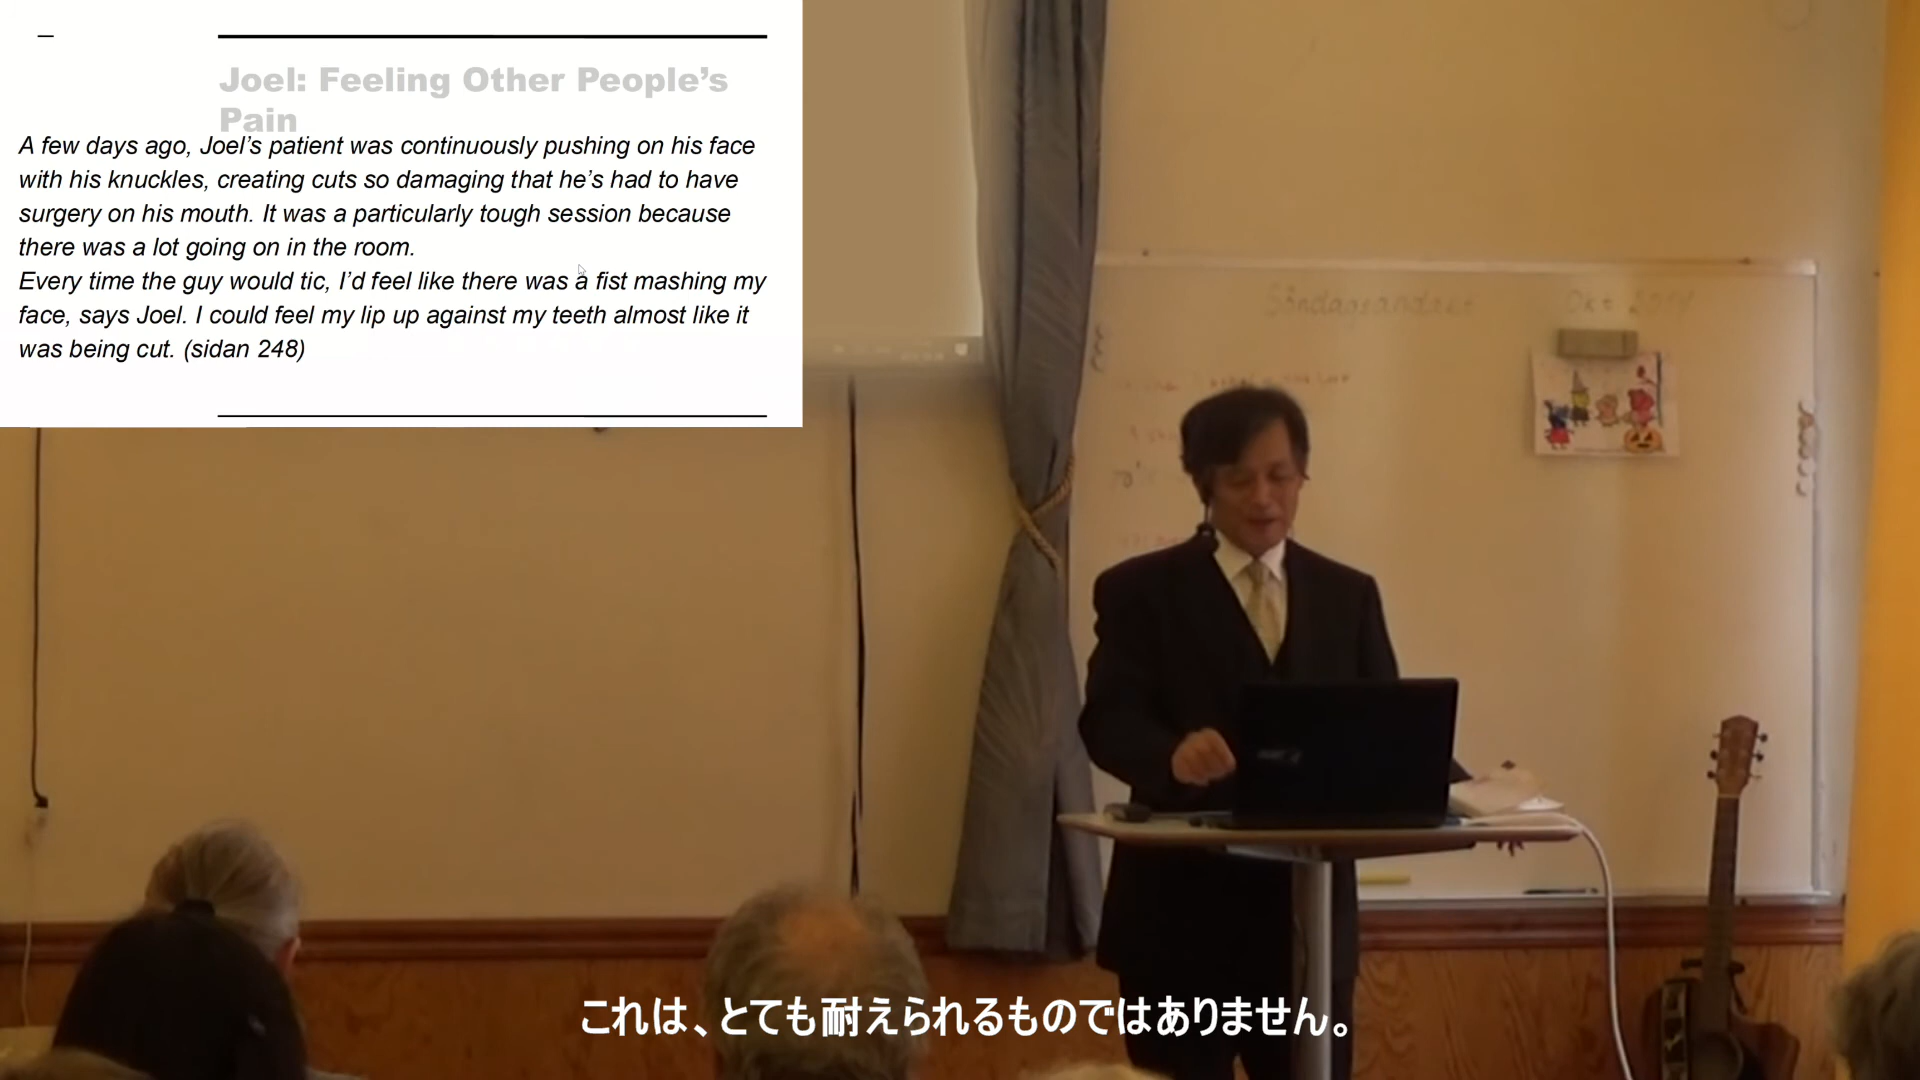 Joel: Feeling Other People’s
Pain
A few days ago, Joel’s patient was continuously pushing on his face
with his knuckles, creating cuts so damaging that he’s had to have
surgery on his mouth. It was a particularly tough session because
there was a lot going on in the room.
Every time the guy would tic, I’d feel like there was a fist mashing my
face, says Joel. I could feel my lip up against my teeth almost like it
was being cut. (sidan 248)
これは、とても耐えられるものではありません。